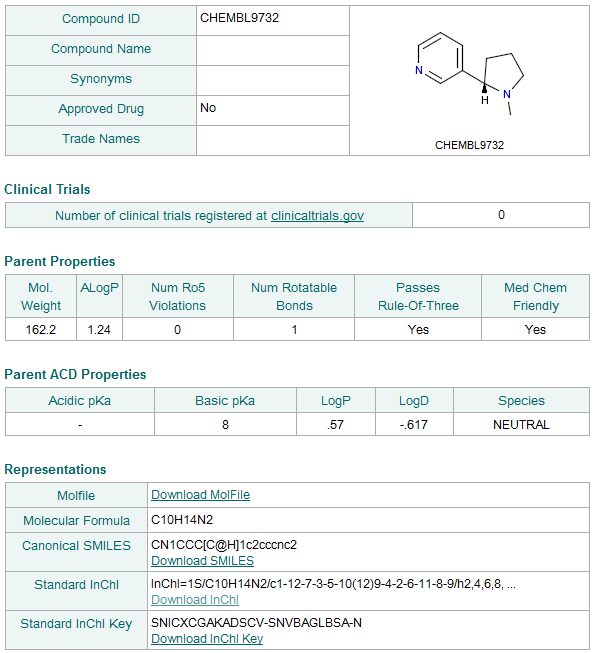 Compound ID CHEMBL9732
Compound Name
Synonyms
Approved Drug No
Trade Names
N
N
H
CHEMBL9732
Clinical Trials
Number of clinical trials registered at clinicaltrials.gov 0
Parent Properties
Mol. Weight ALogP Num Ro5 Violations Num Rotatable Bonds Passes Rule-Of-Three Med Chem Friendly
162.2 1.24 0 1 Yes Yes
Parent ACD Properties
Acidic pKa Basic pKa LogP LogD Species
- 8 .57 -.617 NEUTRAL
Representations
Molfile Download MolFile
Molecular Formula C10H14N2
Canonical SMILES CN1CCC[C@H]1c2cccnc2
Download SMILES
Standard InChI InChI=1S/C10H14N2/c1-12-7-3-5-10(12)9-4-2-6-11-8-9/h2,4,6,8, ...
Download InChI
Standard InChI Key SNICXCGAKADSCV-SNVBAGLBSA-N
Download InChI Key